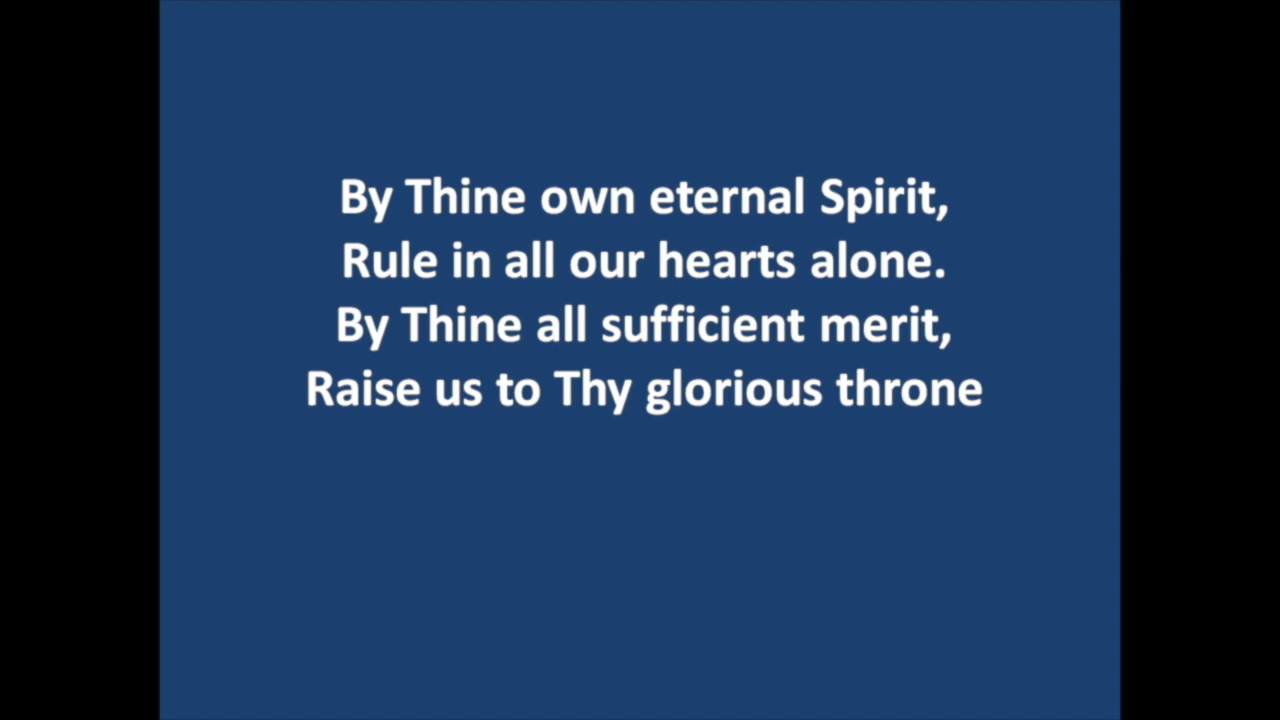 By Thine own eternal Spirit,
Rule in all our hearts alone.
By Thine all sufficient merit,
Raise us to Thy glorious throne